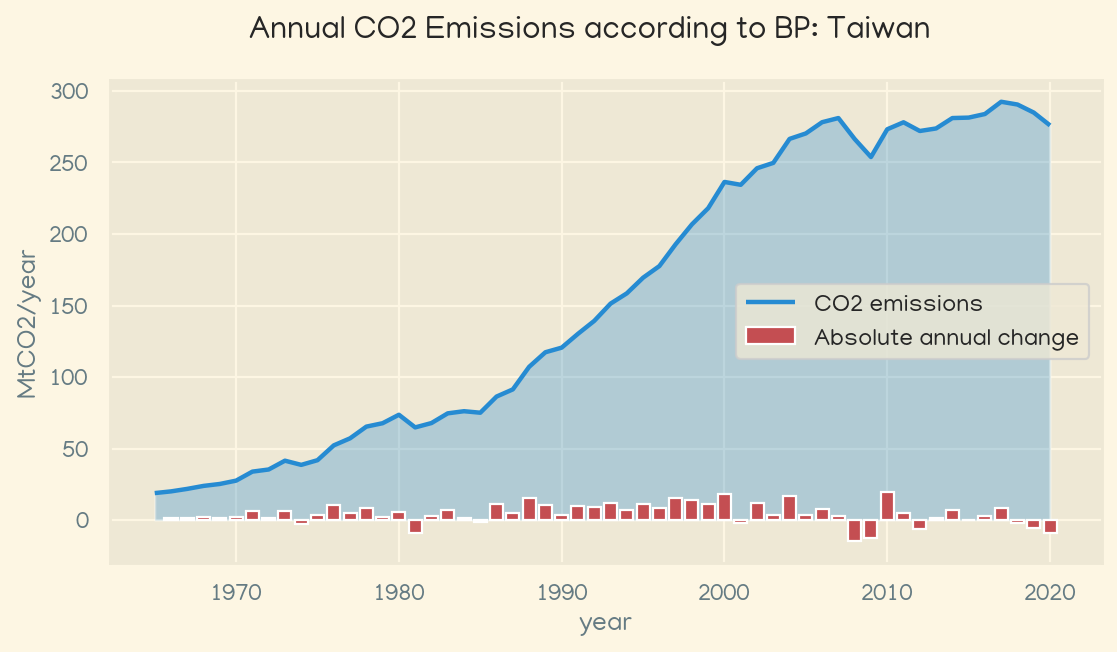 Annual CO2 Emissions according to BP: Taiwan
MtCO2/year
300
250
200
150
100
50
0
CO2 emissions
Absolute annual change
1970 1980 1990 2000 2010 2020
year